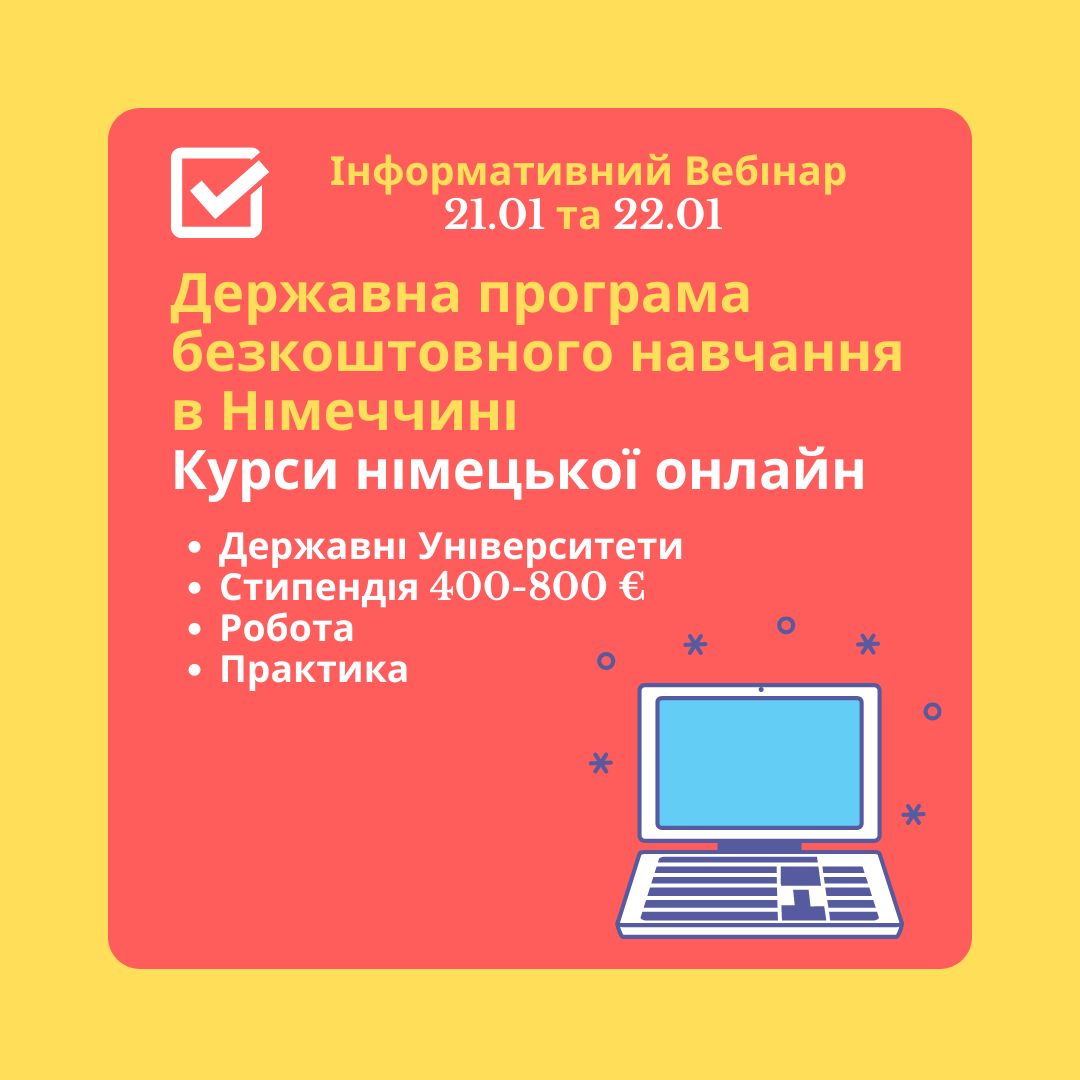 Інформативний Вебінар
21.01 та 22.01
Державна програма
безкоштовного навчання
в Німеччині
Курси німецької онлайн
• Державні Університети
• Стипендія 400-800 €
• Робота
• Практика